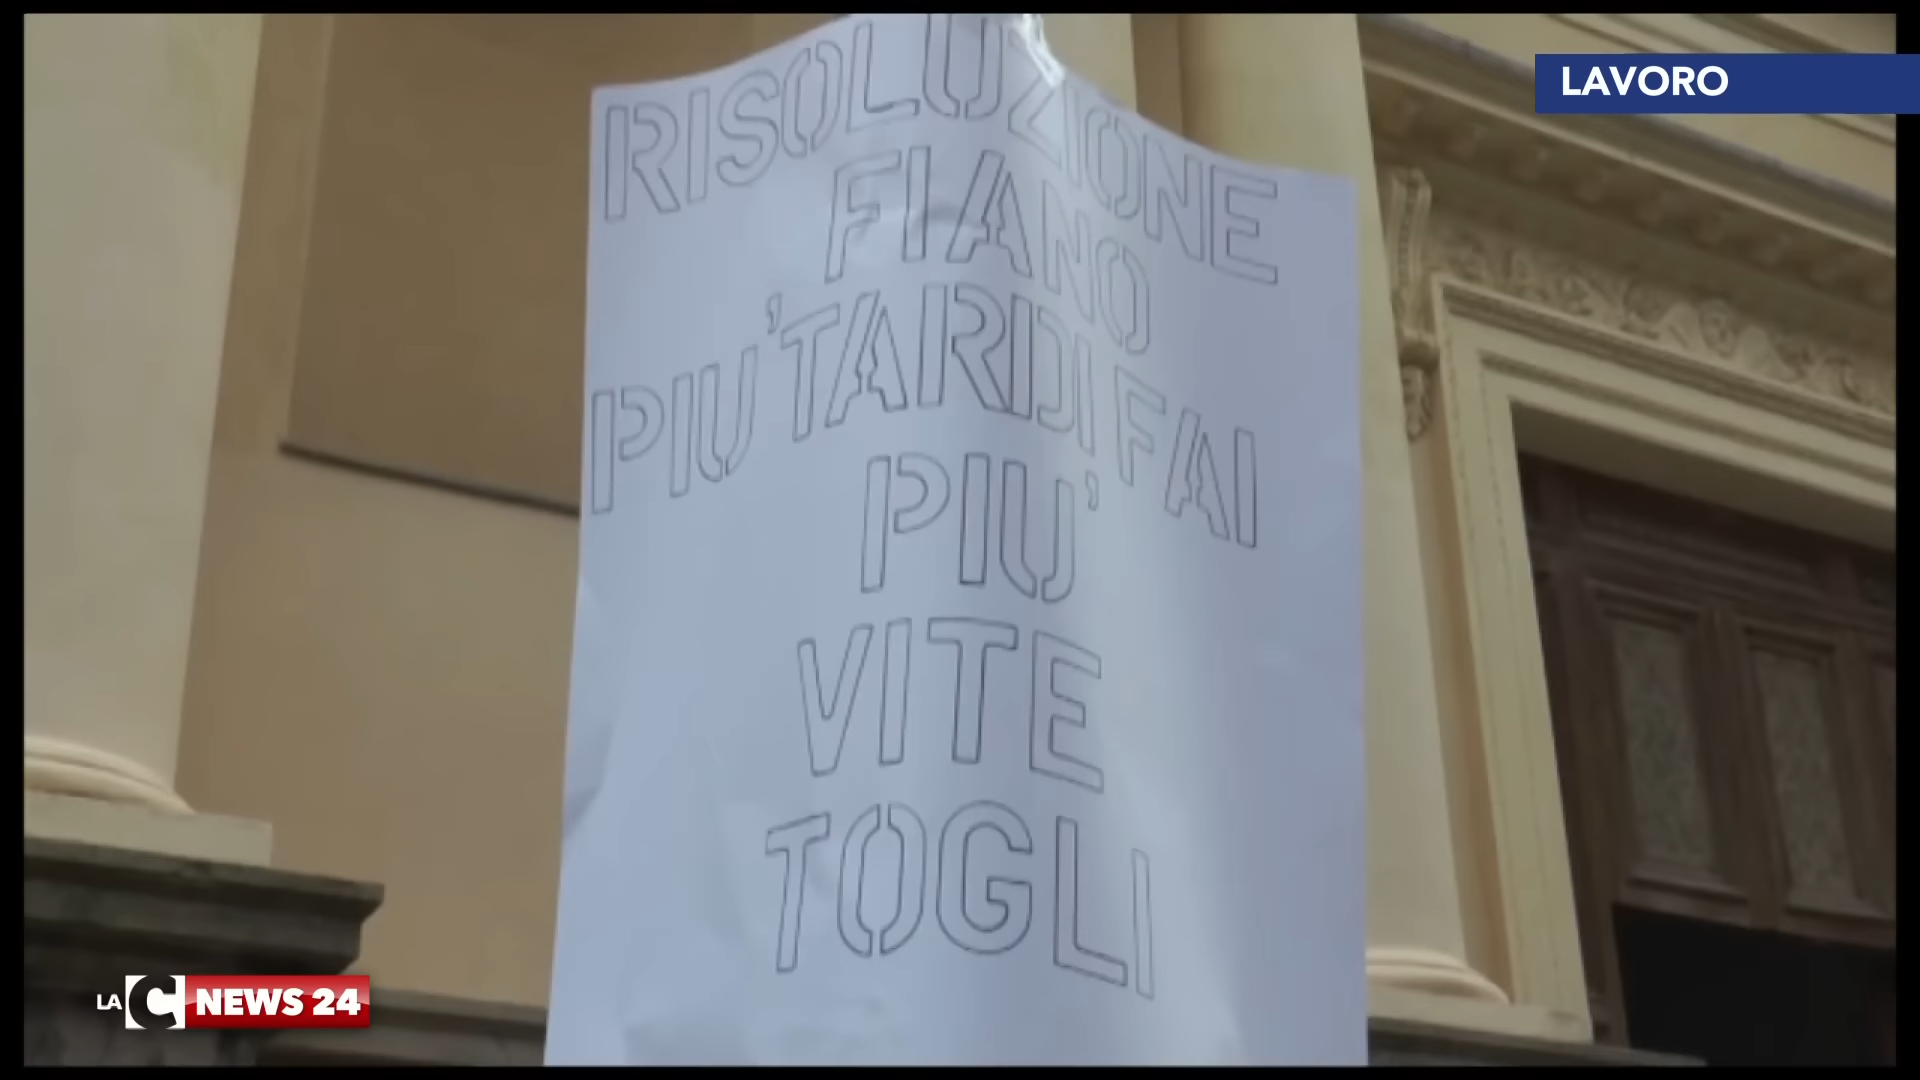 LAVORO
RISOLUZIONE
FIANO
PIU' TARDI FAI
PIU'
VITE
TOGLI
LA C NEWS 24